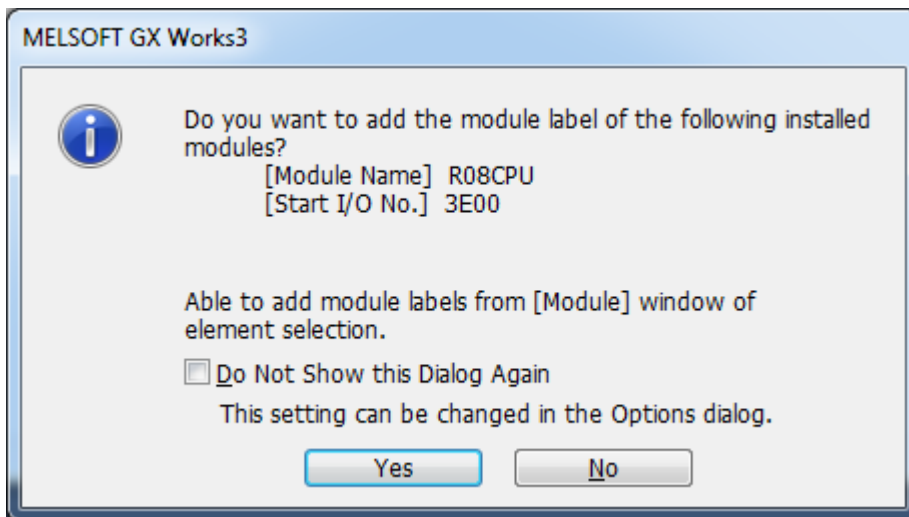 MELSOFT GX Works3
Do you want to add the module label of the following installed
modules?
[Module Name] R08CPU
[Start I/O No.] 3E00
Able to add module labels from [Module] window of
element selection.
Do Not Show this Dialog Again
This setting can be changed in the Options dialog.
Yes
No